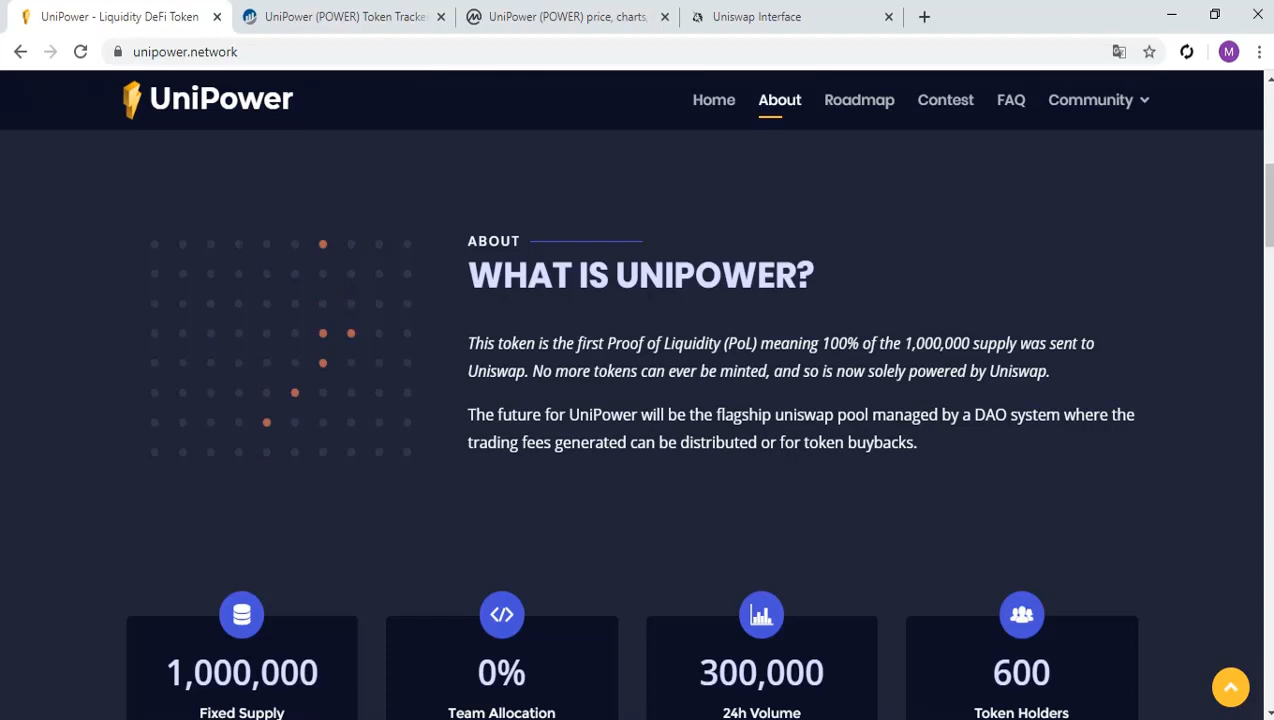 UniPower - Liquidity DeFi Token
UniPower (POWER) Token Tracke
UniPower (POWER) price, charts,
Uniswap Interface
unipower.network
M
UniPower
Home
About
Roadmap
Contest
FAQ
Community
ABOUT
WHAT IS UNIPOWER?
This token is the first Proof of Liquidity (PoL) meaning 100% of the 1,000,000 supply was sent to
Uniswap. No more tokens can ever be minted, and so is now solely powered by Uniswap.
The future for UniPower will be the flagship uniswap pool managed by a DAO system where the
trading fees generated can be distributed or for token buybacks.
1,000,000
Fixed Supply
0%
Team Allocation
300,000
24h Volume
600
Token Holders